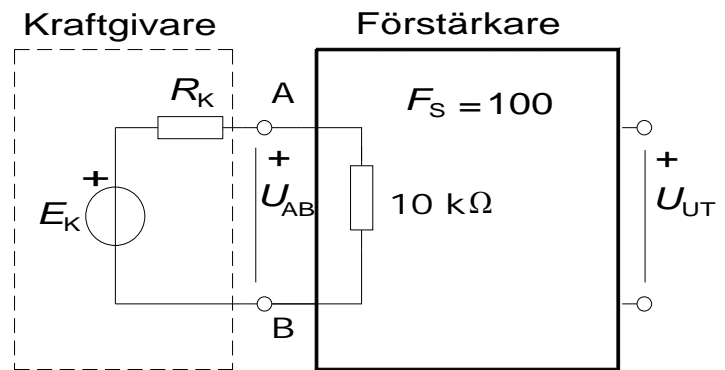 Kraftgivare
Förstärkare
R_K
A
F_S = 100
+
+
+
E_K
U_AB
10 kΩ
U_UT
B